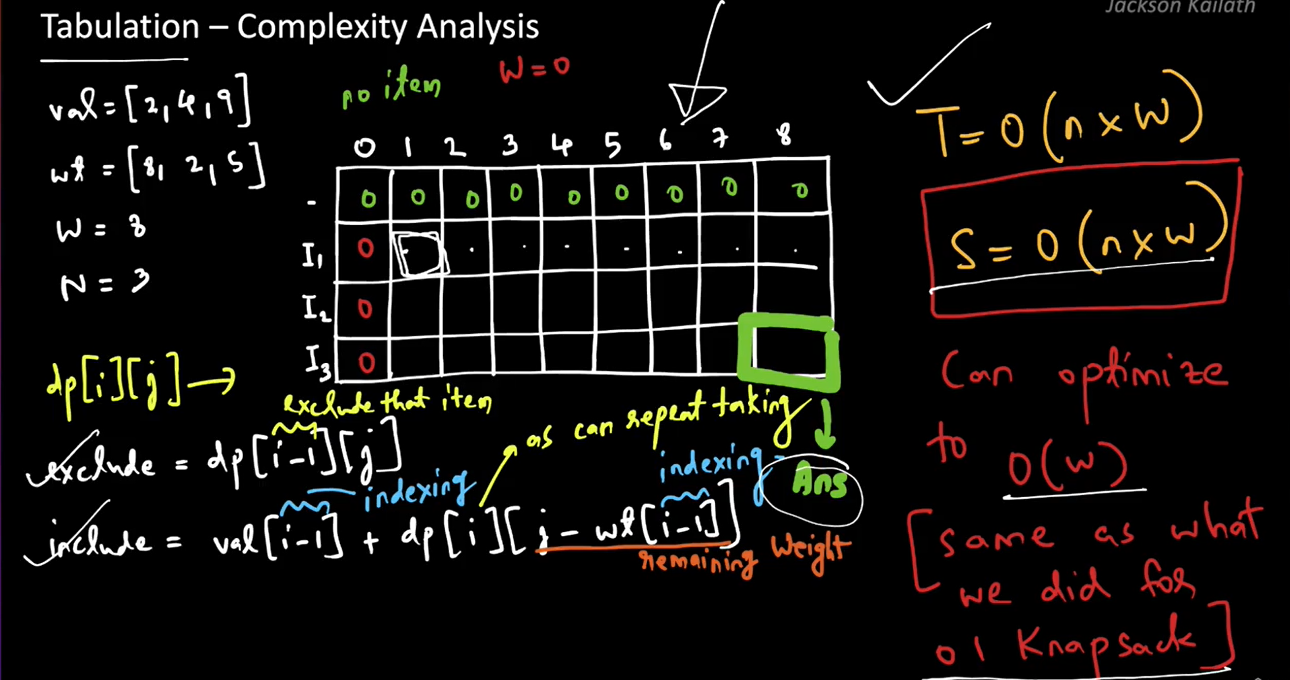 Jackson Kailath
Tabulation – Complexity Analysis
val = [2, 4, 9]
wt = [8, 2, 5]
W = 8
N = 3
no item
W = 0
0 1 2 3 4 5 6 7 8
- 0 0 0 0 0 0 0 0 0
I1 0
I2 0
I3 0
T = O(n x W)
S = O(n x W)
Can optimize
to O(W)
[same as what
we did for
01 Knapsack]
dp[i][j] →
exclude that item
exclude = dp[i-1][j]
as can repeat taking
indexing
indexing
Ans
include = val[i-1] + dp[i][j - wt[i-1]]
remaining Weight